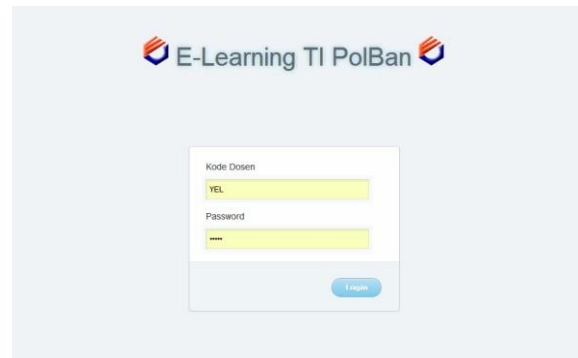 E-Learning TI PolBan
Kode Dosen
YEL
Password
•••••
Login